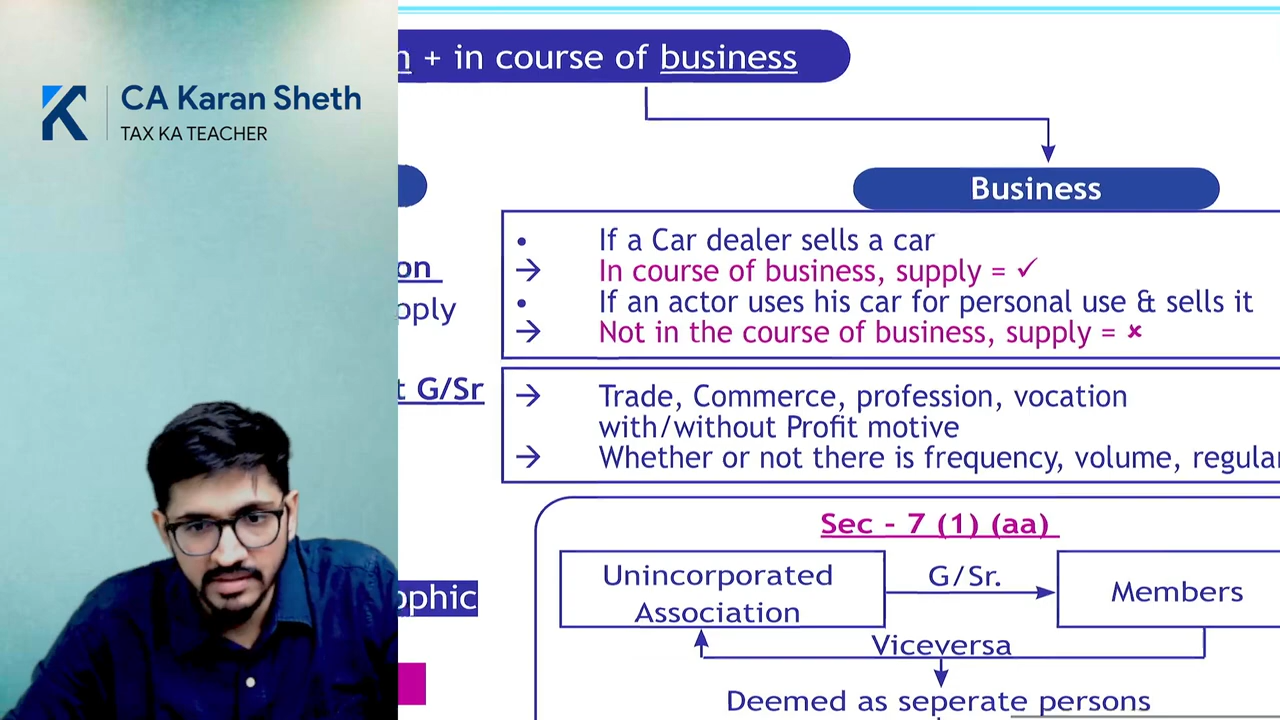 CA Karan Sheth
TAX KA TEACHER
+ in course of business
Business
• If a Car dealer sells a car
→ In course of business, supply = ✓
• If an actor uses his car for personal use & sells it
→ Not in the course of business, supply = ×
G/Sr
→ Trade, Commerce, profession, vocation
with/without Profit motive
→ Whether or not there is frequency, volume,
Sec - 7 (1) (aa)
Unincorporated
Association
G/Sr.
Members
Viceversa
Deemed as seperate persons